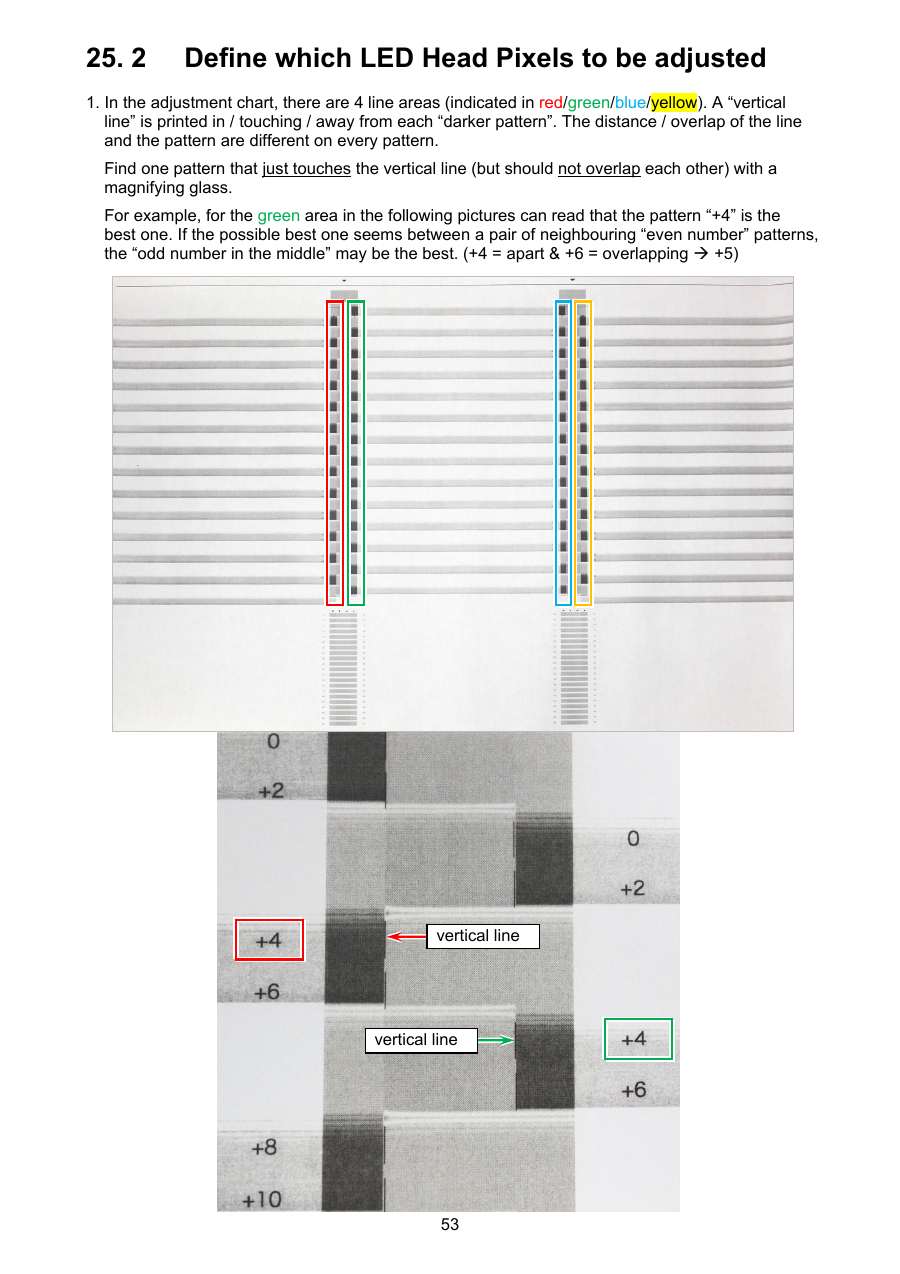 25. 2 Define which LED Head Pixels to be adjusted
1. In the adjustment chart, there are 4 line areas (indicated in red/green/blue/yellow). A “vertical
line” is printed in / touching / away from each “darker pattern”. The distance / overlap of the line
and the pattern are different on every pattern.
Find one pattern that just touches the vertical line (but should not overlap each other) with a
magnifying glass.
For example, for the green area in the following pictures can read that the pattern “+4” is the
best one. If the possible best one seems between a pair of neighbouring “even number” patterns,
the “odd number in the middle” may be the best. (+4 = apart & +6 = overlapping → +5)
0
+2
0
+2
+4
vertical line
+6
vertical line
+4
+6
+8
+10
53